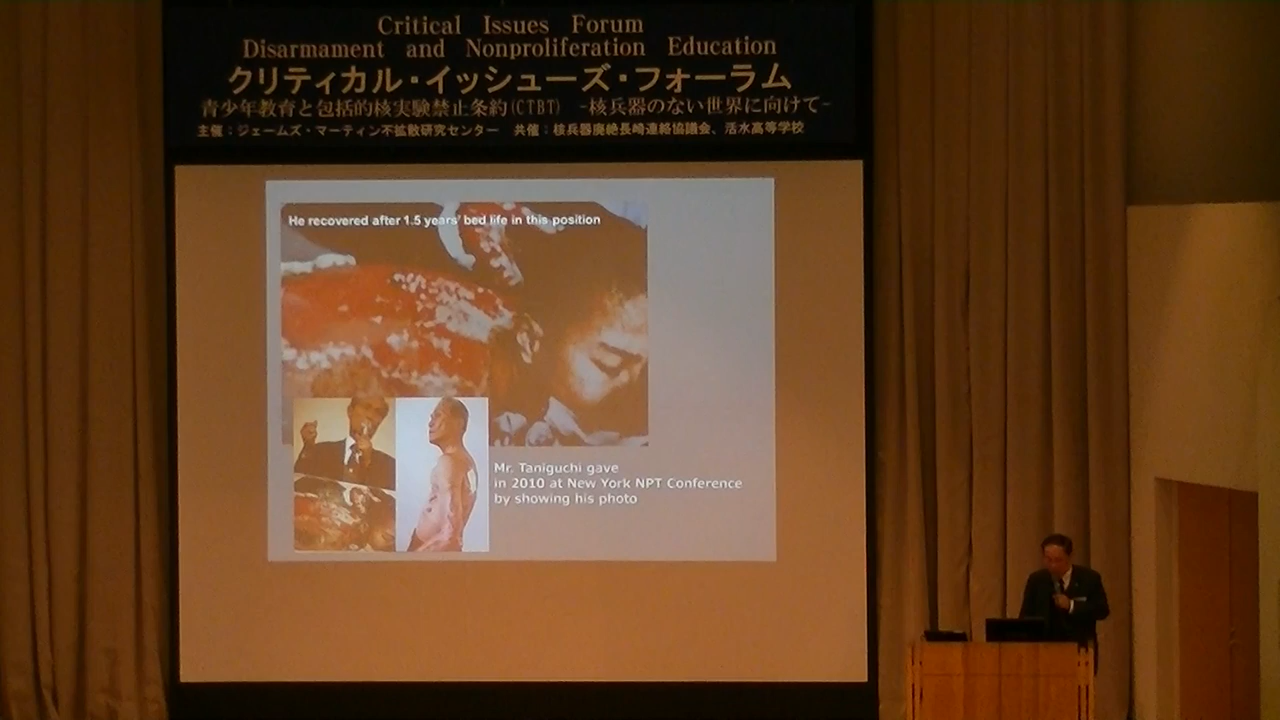 Critical Issues Forum
Disarmament and Nonproliferation Education
クリティカル・イッシューズ・フォーラム
青少年教育と包括的核実験禁止条約(CTBT) -核兵器のない世界に向けて-
主催:ジェームズ・マーティン不拡散研究センター 共催:核兵器廃絶長崎連絡協議会、活水高等学校
He recovered after 1.5 years' bed life in this position
Mr. Taniguchi gave
in 2010 at New York NPT Conference
by showing his photo